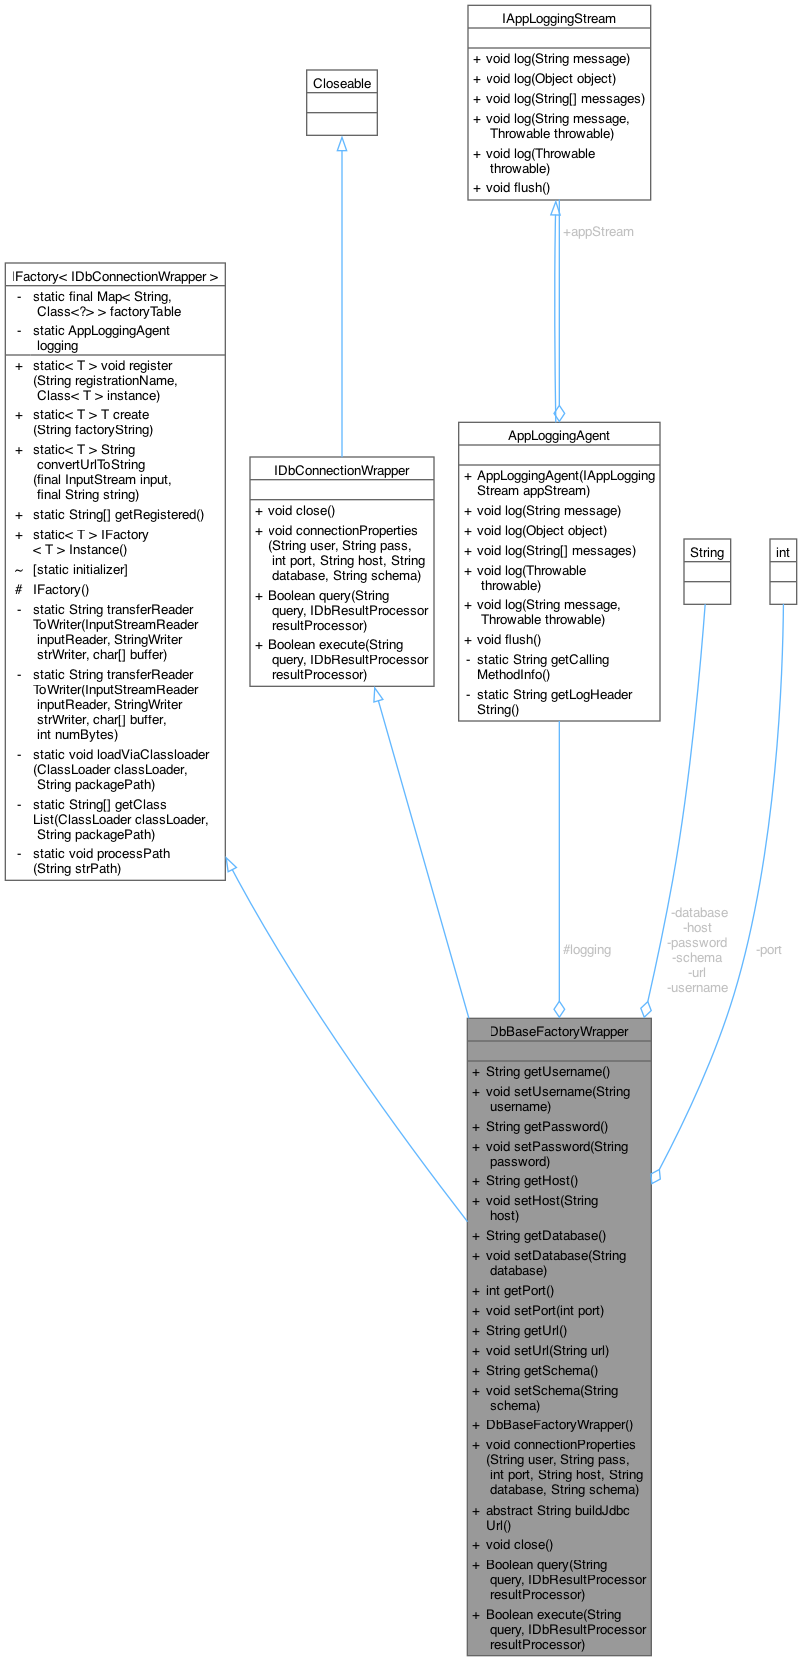 IAppLoggingStream
+ void log(String message)
+ void log(Object object)
+ void log(String[] messages)
+ void log(String message,
Throwable throwable)
+ void log(Throwable
throwable)
+ void flush()
Closeable
+appStream
IFactory< IDbConnectionWrapper >
- static final Map< String,
Class<?> > factoryTable
- static AppLoggingAgent
logging
+ static< T > void register
(String registrationName,
Class< T > instance)
+ static< T > T create
(String factoryString)
+ static< T > String
convertUrlToString
(final InputStream input,
final String string)
+ static String[] getRegistered()
+ static< T > IFactory
< T > Instance()
~ [static initializer]
# IFactory()
- static String transferReader
ToWriter(InputStreamReader
inputReader, StringWriter
strWriter, char[] buffer)
- static String transferReader
ToWriter(InputStreamReader
inputReader, StringWriter
strWriter, char[] buffer,
int numBytes)
- static void loadViaClassloader
(ClassLoader classLoader,
String packagePath)
- static String[] getClass
List(ClassLoader classLoader,
String packagePath)
- static void processPath
(String strPath)
IDbConnectionWrapper
+ void close()
+ void connectionProperties
(String user, String pass,
int port, String host, String
database, String schema)
+ Boolean query(String
query, IDbResultProcessor
resultProcessor)
+ Boolean execute(String
query, IDbResultProcessor
resultProcessor)
AppLoggingAgent
+ AppLoggingAgent(IAppLogging
Stream appStream)
+ void log(String message)
+ void log(Object object)
+ void log(String[] messages)
+ void log(Throwable
throwable)
+ void log(String message,
Throwable throwable)
+ void flush()
- static String getCalling
MethodInfo()
- static String getLogHeader
String()
String
int
#logging
-database
-host
-password
-schema
-url
-username
-port
DbBaseFactoryWrapper
+ String getUsername()
+ void setUsername(String
username)
+ String getPassword()
+ void setPassword(String
password)
+ String getHost()
+ void setHost(String
host)
+ String getDatabase()
+ void setDatabase(String
database)
+ int getPort()
+ void setPort(int port)
+ String getUrl()
+ void setUrl(String url)
+ String getSchema()
+ void setSchema(String
schema)
+ DbBaseFactoryWrapper()
+ void connectionProperties
(String user, String pass,
int port, String host, String
database, String schema)
+ abstract String buildJdbc
Url()
+ void close()
+ Boolean query(String
query, IDbResultProcessor
resultProcessor)
+ Boolean execute(String
query, IDbResultProcessor
resultProcessor)